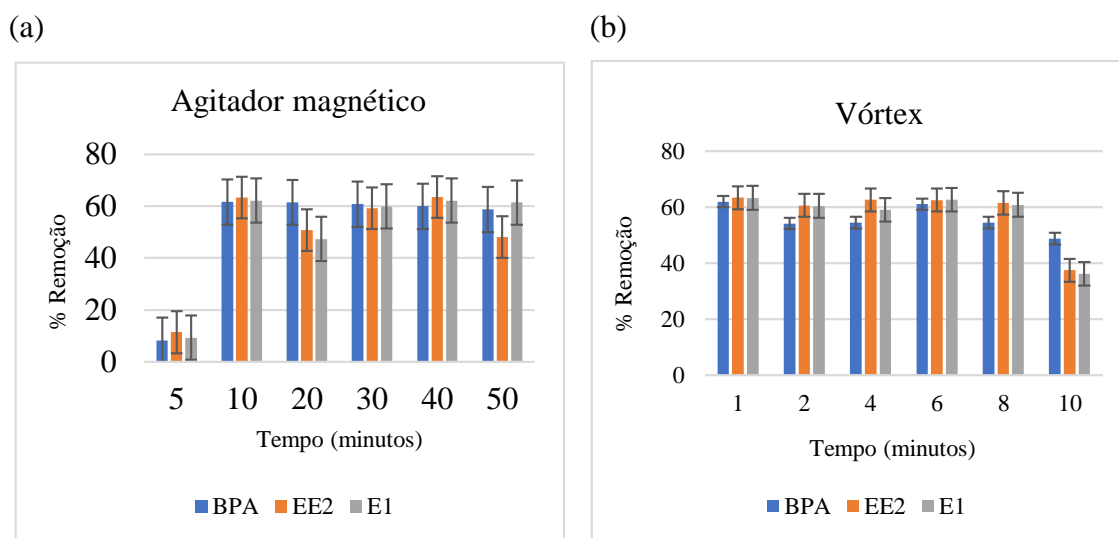 (a)
Agitador magnético
% Remoção
80
60
40
20
0
5 10 20 30 40 50
Tempo (minutos)
BPA EE2 E1
(b)
Vórtex
% Remoção
80
60
40
20
0
1 2 4 6 8 10
Tempo (minutos)
BPA EE2 E1